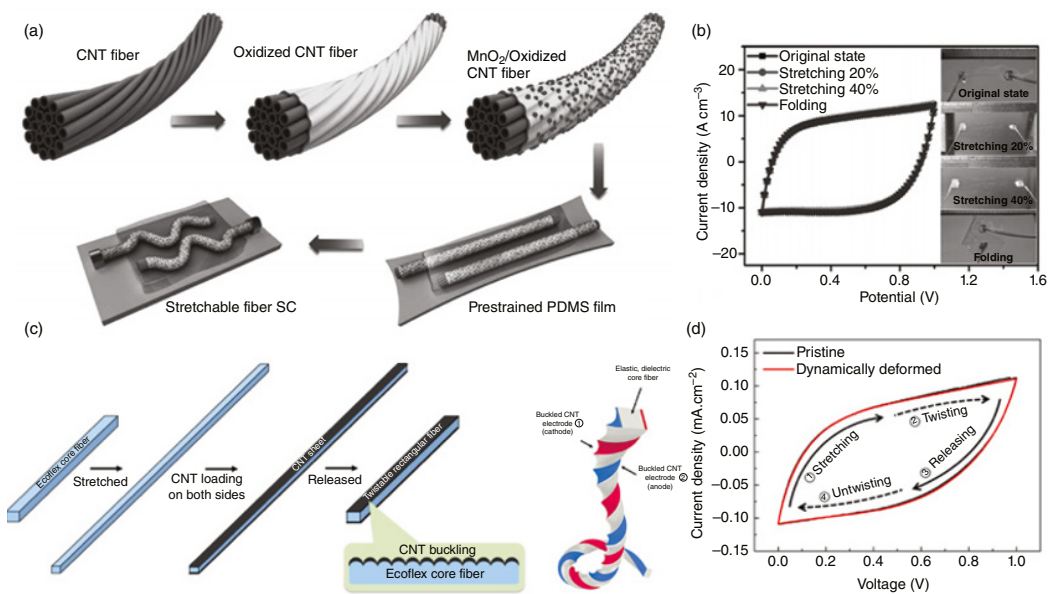 (a)
CNT fiber
Oxidized CNT fiber
MnO₂/Oxidized
CNT fiber
Stretchable fiber SC
Prestrained PDMS film
(b)
Original state
Stretching 20%
Stretching 40%
Folding
Current density (A cm⁻³)
20
10
0
−10
−20
0.0
0.4
0.8
1.2
1.6
Potential (V)
Original state
Stretching 20%
Stretching 40%
Folding
(c)
Ecoflex core fiber
Stretched
CNT loading
on both sides
CNT sheet
Released
Twistable rectangular fiber
CNT buckling
Ecoflex core fiber
Elastic, dielectric
core fiber
Buckled CNT
electrode ①
(cathode)
Buckled CNT
electrode ②
(anode)
(d)
Pristine
Dynamically deformed
Current density (mA.cm⁻²)
0.15
0.10
0.05
0.00
−0.05
−0.10
−0.15
① Stretching
② Twisting
③ Releasing
④ Untwisting
0.0
0.2
0.4
0.6
0.8
1.0
Voltage (V)